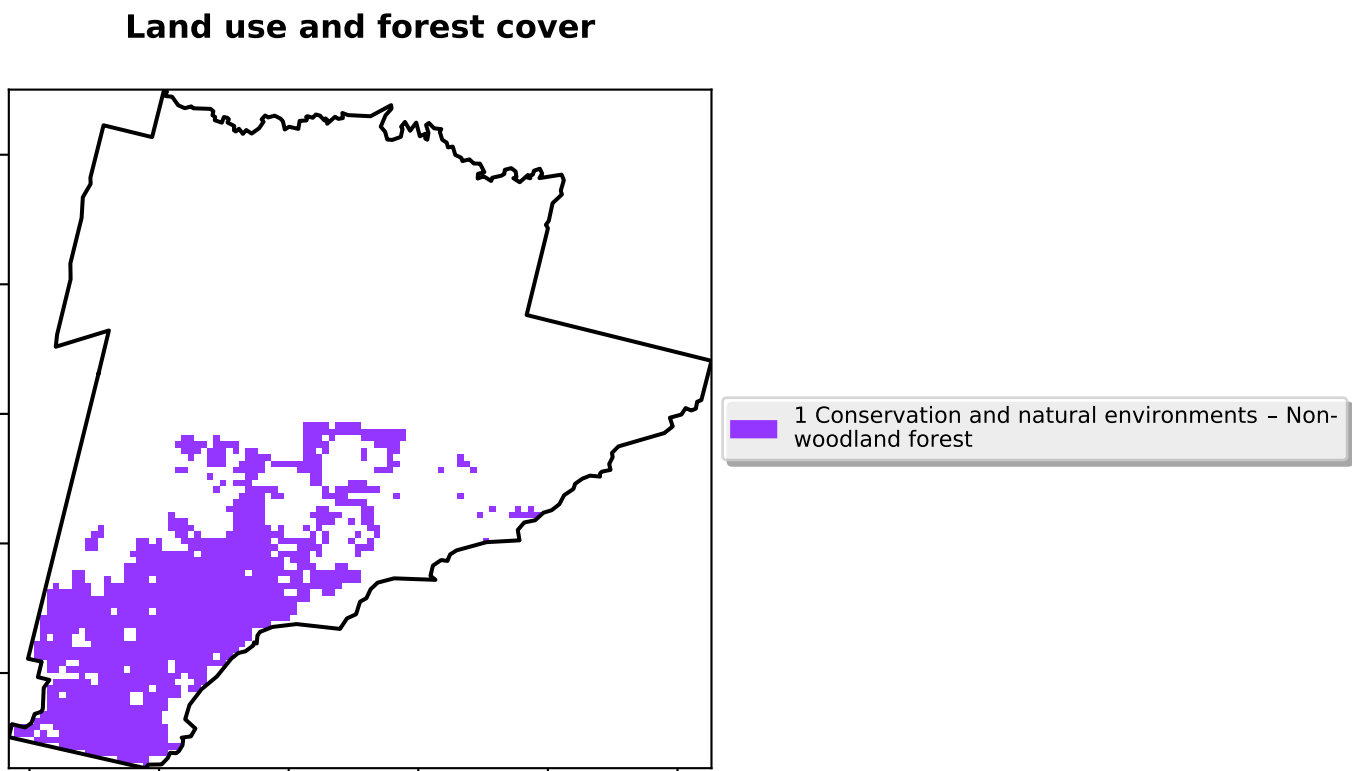 Land use and forest cover
1 Conservation and natural environments – Non-
woodland forest